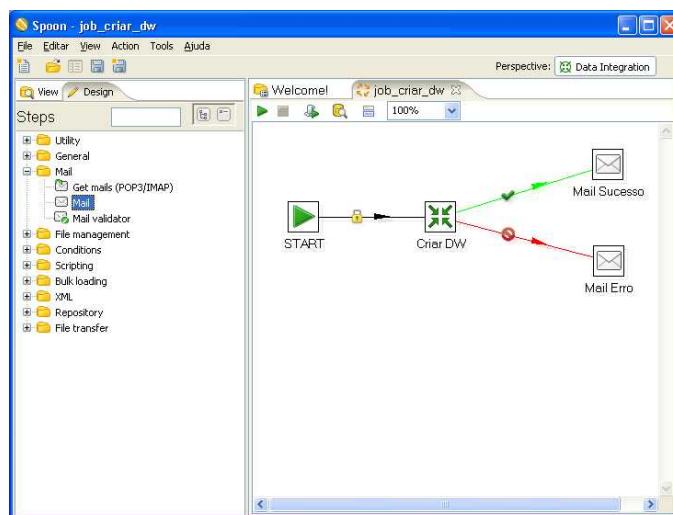 Spoon - job_criar_dw
File Editar View Action Tools Ajuda
Perspective: Data Integration
View Design
Welcome! job_criar_dw
Steps
100%
Utility
General
Mail
Get mails (POP3/IMAP)
Mail
Mail validator
File management
Conditions
Scripting
Bulk loading
XML
Repository
File transfer
START
Criar DW
Mail Sucesso
Mail Erro